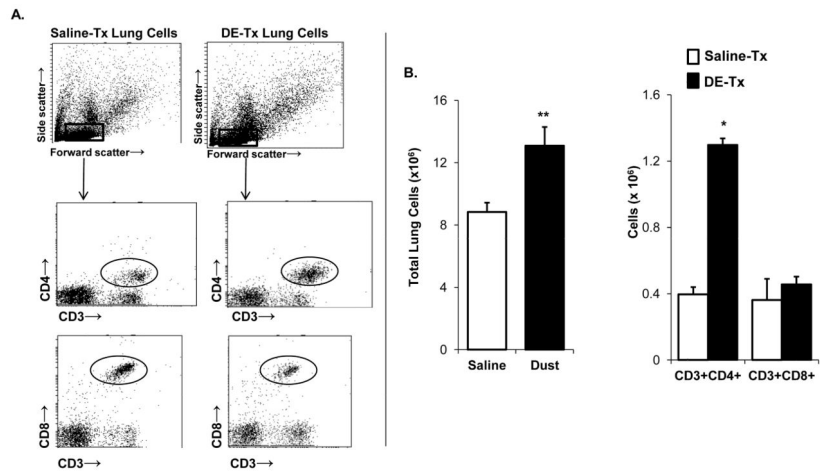 A.
Saline-Tx Lung Cells
DE-Tx Lung Cells
Side scatter→
Forward scatter→
Side scatter→
Forward scatter→
CD4→
CD3→
CD4→
CD3→
CD8→
CD3→
CD8→
CD3→
B.
Total Lung Cells (x10⁶)
16
12
8
4
0
**
Saline
Dust
Saline-Tx
DE-Tx
Cells (x 10⁶)
1.6
1.2
0.8
0.4
0
*
CD3+CD4+
CD3+CD8+